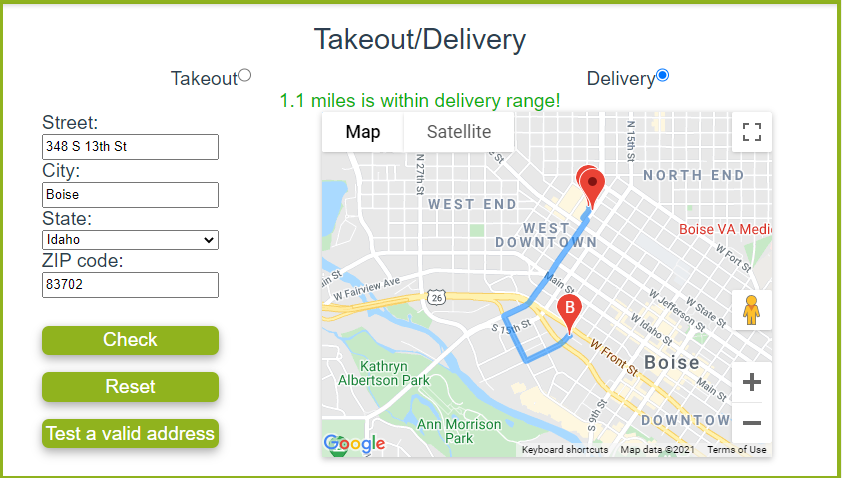 Takeout/Delivery
Takeout
Delivery
1.1 miles is within delivery range!
Street:
348 S 13th St
City:
Boise
State:
Idaho
ZIP code:
83702
Check
Reset
Test a valid address
Map
Satellite
N 27th St
N 15th St
NORTH END
WEST END
WEST
DOWNTOWN
Boise VA Medi
W Fort St
Main St
W Fairview Ave
26
W State St
W Jefferson St
W Idaho St
B
S 15th St
W Front St
Boise
Kathryn
Albertson Park
Main St
Ann Morrison
Park
S 9th St
DOWNTOW
Google
Keyboard shortcuts
Map data ©2021
Terms of Use